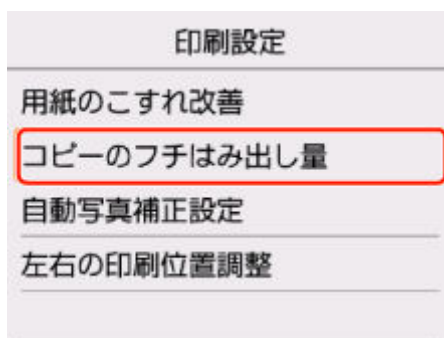 印刷設定
用紙のこすれ改善
コピーのフチはみ出し量
自動写真補正設定
左右の印刷位置調整